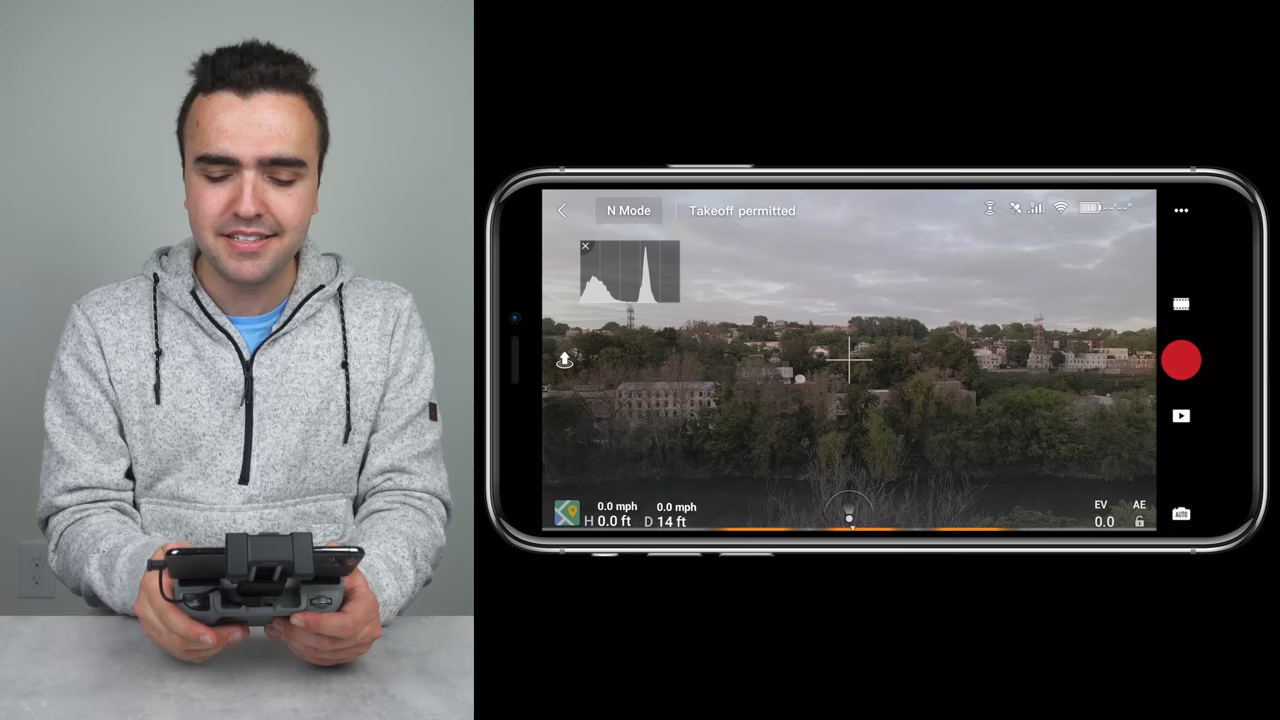 N Mode
Takeoff permitted
0.0 mph
0.0 mph
H 0.0 ft
D 14 ft
EV
AE
0.0
AUTO